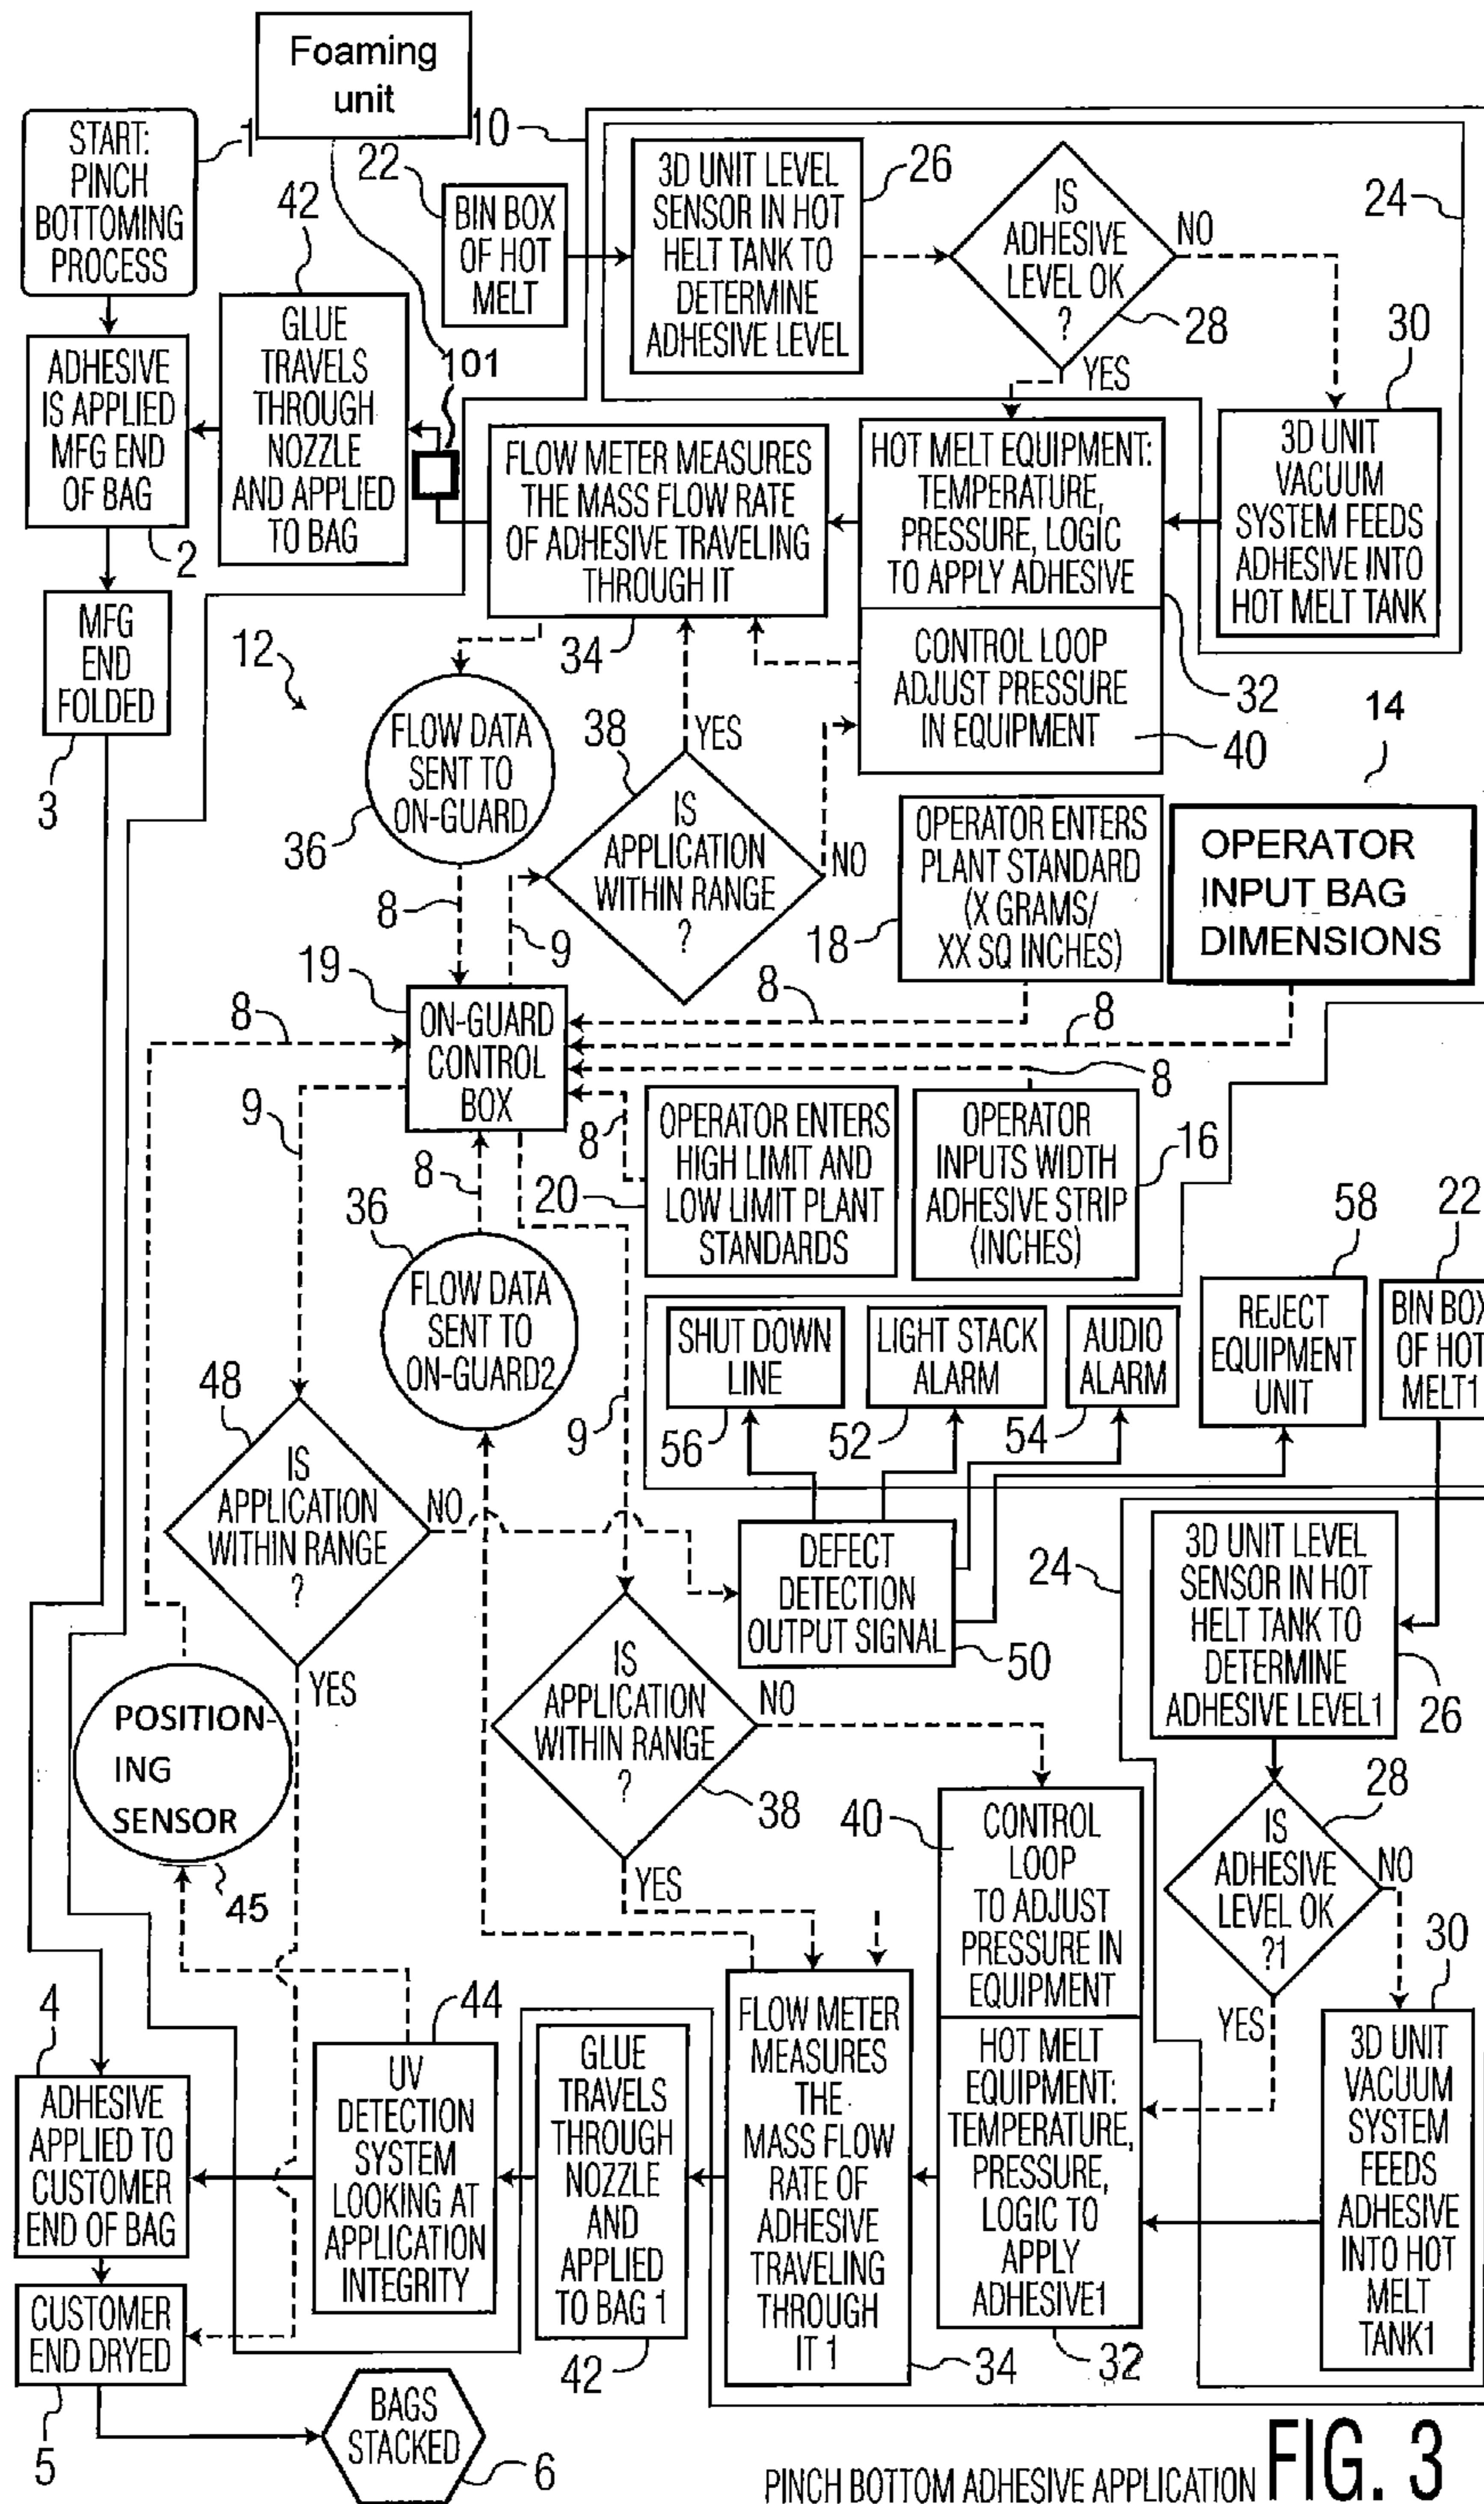 Foaming
unit
START:
PINCH
BOTTOMING
PROCESS
1
10
22
BIN BOX
OF HOT
MELT
3D UNIT LEVEL
SENSOR IN HOT
HELT TANK TO
DETERMINE
ADHESIVE LEVEL
26
IS
ADHESIVE
LEVEL OK
?
NO
YES
28
24
30
3D UNIT
VACUUM
SYSTEM FEEDS
ADHESIVE INTO
HOT MELT TANK
42
GLUE
TRAVELS
THROUGH
NOZZLE
AND APPLIED
TO BAG
101
ADHESIVE
IS APPLIED
MFG END
OF BAG
2
FLOW METER MEASURES
THE MASS FLOW RATE
OF ADHESIVE TRAVELING
THROUGH IT
34
HOT MELT EQUIPMENT:
TEMPERATURE,
PRESSURE, LOGIC
TO APPLY ADHESIVE
32
CONTROL LOOP
ADJUST PRESSURE
IN EQUIPMENT
40
MFG
END
FOLDED
3
12
14
FLOW DATA
SENT TO
ON-GUARD
36
38
YES
IS
APPLICATION
WITHIN RANGE
?
NO
OPERATOR ENTERS
PLANT STANDARD
(X GRAMS/
XX SQ INCHES)
18
OPERATOR
INPUT BAG
DIMENSIONS
8
9
19
ON-GUARD
CONTROL
BOX
8
8
8
8
8
9
8
OPERATOR ENTERS
HIGH LIMIT AND
LOW LIMIT PLANT
STANDARDS
20
OPERATOR
INPUTS WIDTH
ADHESIVE STRIP
(INCHES)
16
36
FLOW DATA
SENT TO
ON-GUARD2
9
SHUT DOWN
LINE
56
LIGHT STACK
ALARM
52
AUDIO
ALARM
54
58
REJECT
EQUIPMENT
UNIT
22
BIN BOX
OF HOT
MELT1
48
IS
APPLICATION
WITHIN RANGE
?
NO
YES
DEFECT
DETECTION
OUTPUT SIGNAL
50
24
3D UNIT LEVEL
SENSOR IN HOT
HELT TANK TO
DETERMINE
ADHESIVE LEVEL1
26
IS
APPLICATION
WITHIN RANGE
?
NO
YES
38
POSITION-
ING
SENSOR
45
28
IS
ADHESIVE
LEVEL OK
?1
NO
YES
40
CONTROL
LOOP
TO ADJUST
PRESSURE IN
EQUIPMENT
HOT MELT
EQUIPMENT:
TEMPERATURE,
PRESSURE,
LOGIC TO
APPLY
ADHESIVE1
32
30
3D UNIT
VACUUM
SYSTEM
FEEDS
ADHESIVE
INTO HOT
MELT
TANK1
FLOW METER
MEASURES
THE
MASS FLOW
RATE OF
ADHESIVE
TRAVELING
THROUGH
IT 1
34
GLUE
TRAVELS
THROUGH
NOZZLE
AND
APPLIED
TO BAG 1
42
44
UV
DETECTION
SYSTEM
LOOKING AT
APPLICATION
INTEGRITY
4
ADHESIVE
APPLIED TO
CUSTOMER
END OF BAG
CUSTOMER
END DRYED
5
BAGS
STACKED
6
PINCH BOTTOM ADHESIVE APPLICATION
FIG. 3